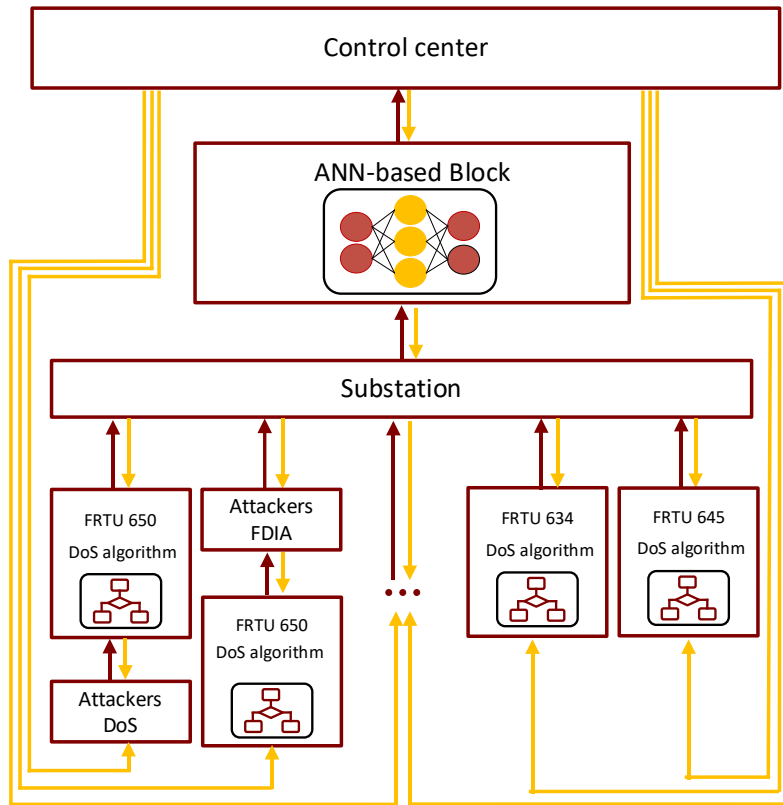 Control center
ANN-based Block
Substation
FRTU 650
DoS algorithm
Attackers
FDIA
FRTU 634
DoS algorithm
FRTU 645
DoS algorithm
...
FRTU 650
DoS algorithm
Attackers
DoS